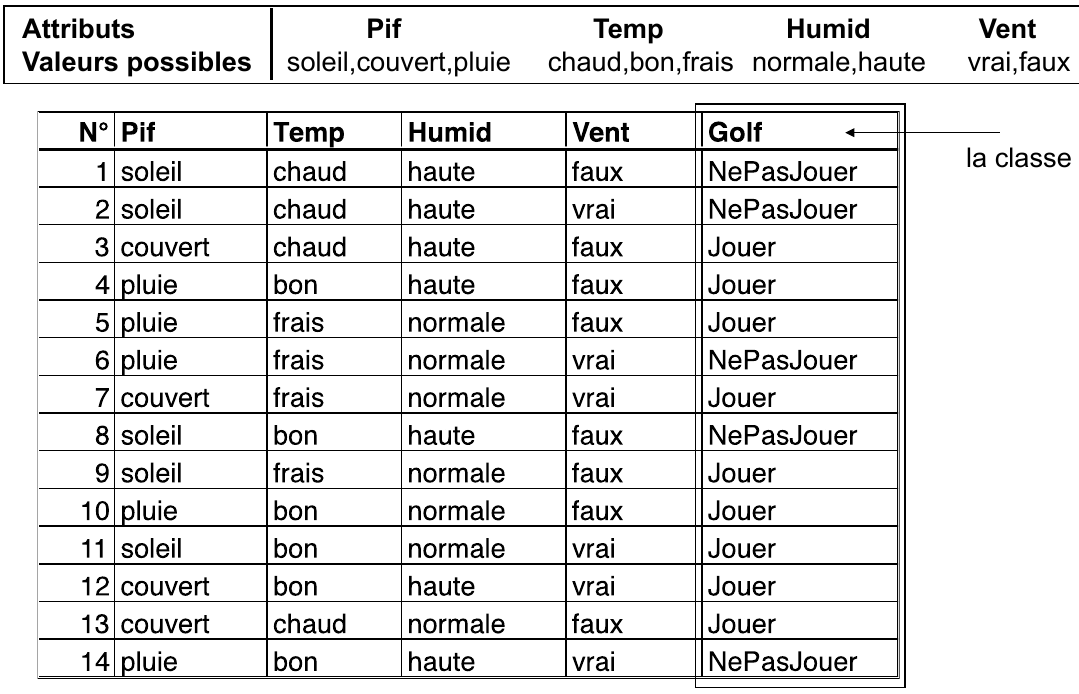 Attributs Pif Temp Humid Vent
Valeurs possibles soleil,couvert,pluie chaud,bon,frais normale,haute vrai,faux
N° Pif Temp Humid Vent Golf
la classe
1 soleil chaud haute faux NePasJouer
2 soleil chaud haute vrai NePasJouer
3 couvert chaud haute faux Jouer
4 pluie bon haute faux Jouer
5 pluie frais normale faux Jouer
6 pluie frais normale vrai NePasJouer
7 couvert frais normale vrai Jouer
8 soleil bon haute faux NePasJouer
9 soleil frais normale faux Jouer
10 pluie bon normale faux Jouer
11 soleil bon normale vrai Jouer
12 couvert bon haute vrai Jouer
13 couvert chaud normale faux Jouer
14 pluie bon haute vrai NePasJouer